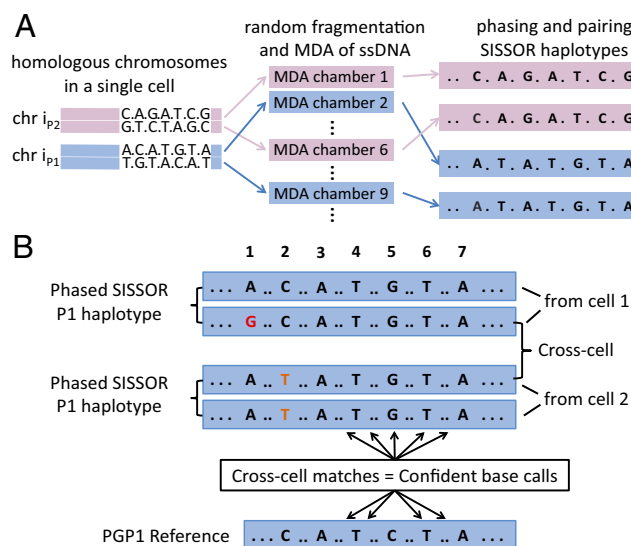 A
homologous chromosomes
in a single cell
random fragmentation
and MDA of ssDNA
phasing and pairing
SISSOR haplotypes
chr iP2
C.A.G.A.T.C.G
G.T.C.T.A.G.C
chr iP1
A.C.A.T.G.T.A
T.G.T.A.C.A.T
MDA chamber 1
MDA chamber 2
⋮
MDA chamber 6
⋮
MDA chamber 9
⋮
.. C . A . G . A . T . C . G
.. C . A . G . A . T . C . G
.. A . T . A . T . G . T . A
.. A . T . A . T . G . T . A
B
1 2 3 4 5 6 7
Phased SISSOR
P1 haplotype
... A .. C .. A .. T .. G .. T .. A ...
... G .. C .. A .. T .. G .. T .. A ...
from cell 1
Cross-cell
Phased SISSOR
P1 haplotype
... A .. T .. A .. T .. G .. T .. A ...
... A .. T .. A .. T .. G .. T .. A ...
from cell 2
Cross-cell matches = Confident base calls
PGP1 Reference
... C .. A .. T .. C .. T .. A ...